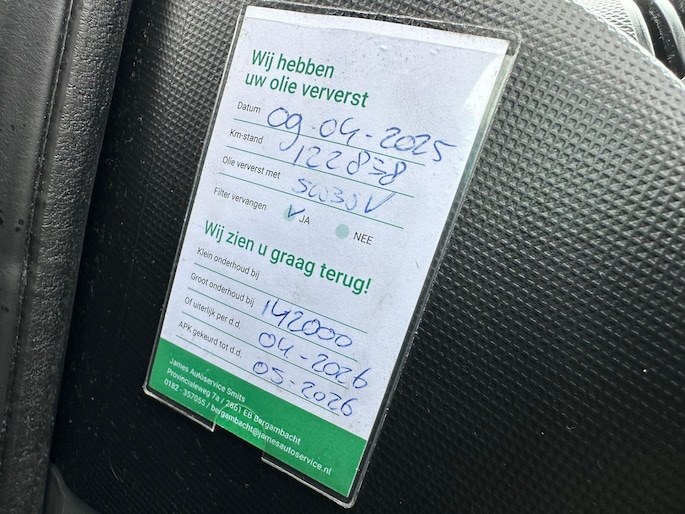 Wij hebben
uw olie ververst
Datum 09-04-2025
Km-stand 122838
Olie ververst met 5W30V
Filter vervangen ✓ JA NEE
Wij zien u graag terug!
Klein onderhoud bij
Groot onderhoud bij 142000
Of uiterlijk per d.d. 04-2026
APK gekeurd tot d.d. 05-2026
James Autoservice Smits
Provincialeweg 7a / 2861 EB Bergambacht
0182 - 357055 / bergambacht@jamesautoservice.nl